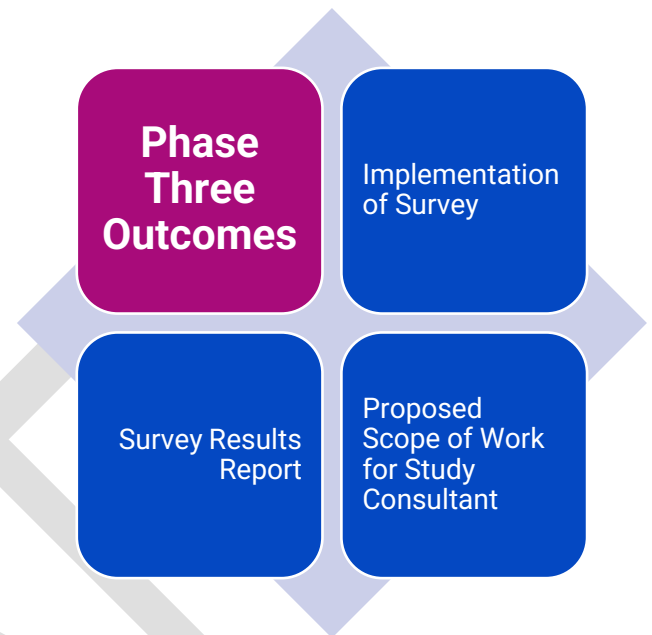 Phase
Three
Outcomes
Implementation
of Survey
Survey Results
Report
Proposed
Scope of Work
for Study
Consultant